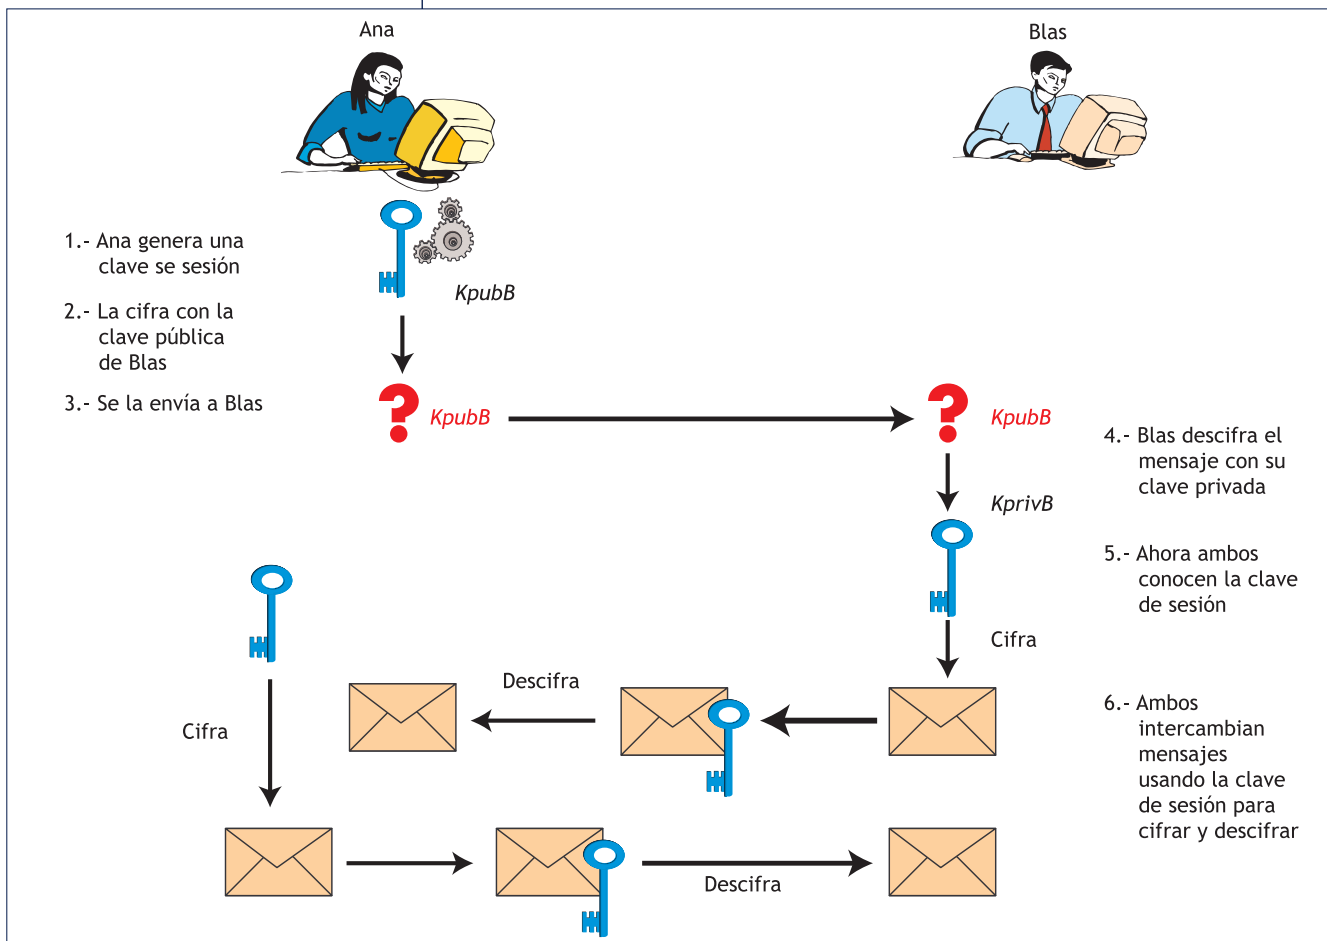 Ana
Blas
1.- Ana genera una
clave se sesión
KpubB
2.- La cifra con la
clave pública
de Blas
3.- Se la envía a Blas
KpubB
KpubB
4.- Blas descifra el
mensaje con su
clave privada
KprivB
5.- Ahora ambos
conocen la clave
de sesión
Cifra
Descifra
Cifra
6.- Ambos
intercambian
mensajes
usando la clave
de sesión para
cifrar y descifrar
Descifra